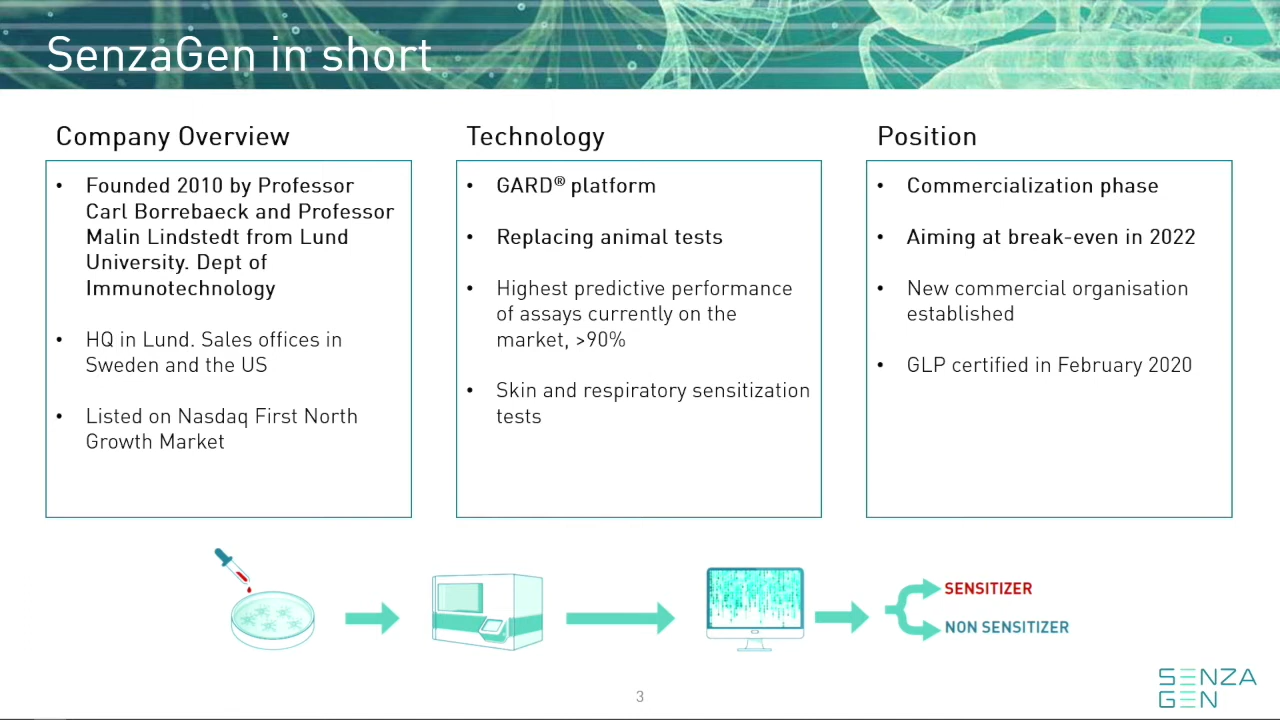 SenzaGen in short
Company Overview
• Founded 2010 by Professor
Carl Borrebaeck and Professor
Malin Lindstedt from Lund
University. Dept of
Immunotechnology
• HQ in Lund. Sales offices in
Sweden and the US
• Listed on Nasdaq First North
Growth Market
Technology
• GARD® platform
• Replacing animal tests
• Highest predictive performance
of assays currently on the
market, >90%
• Skin and respiratory sensitization
tests
Position
• Commercialization phase
• Aiming at break-even in 2022
• New commercial organisation
established
• GLP certified in February 2020
SENSITIZER
NON SENSITIZER
3
SENZA
GEN